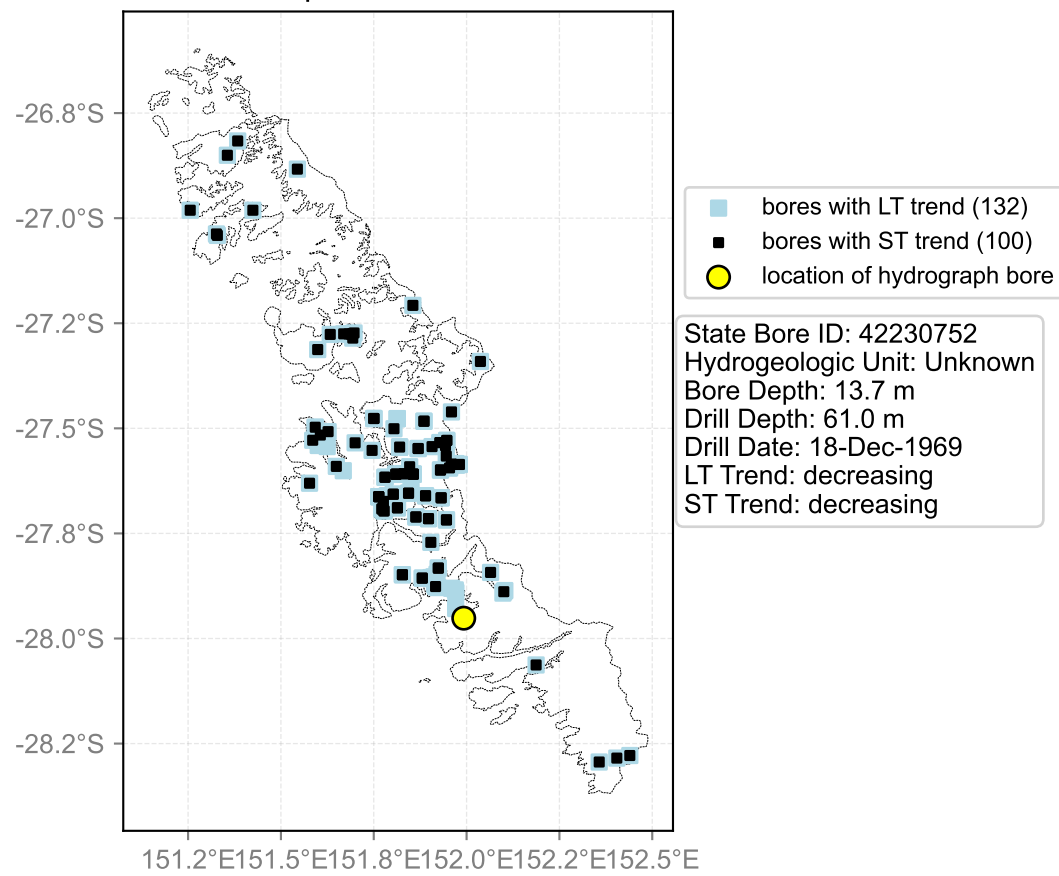 -26.8°S
-27.0°S
-27.2°S
-27.5°S
-27.8°S
-28.0°S
-28.2°S
151.2°E151.5°E151.8°E152.0°E152.2°E152.5°E
bores with LT trend (132)
bores with ST trend (100)
location of hydrograph bore
State Bore ID: 42230752
Hydrogeologic Unit: Unknown
Bore Depth: 13.7 m
Drill Depth: 61.0 m
Drill Date: 18-Dec-1969
LT Trend: decreasing
ST Trend: decreasing